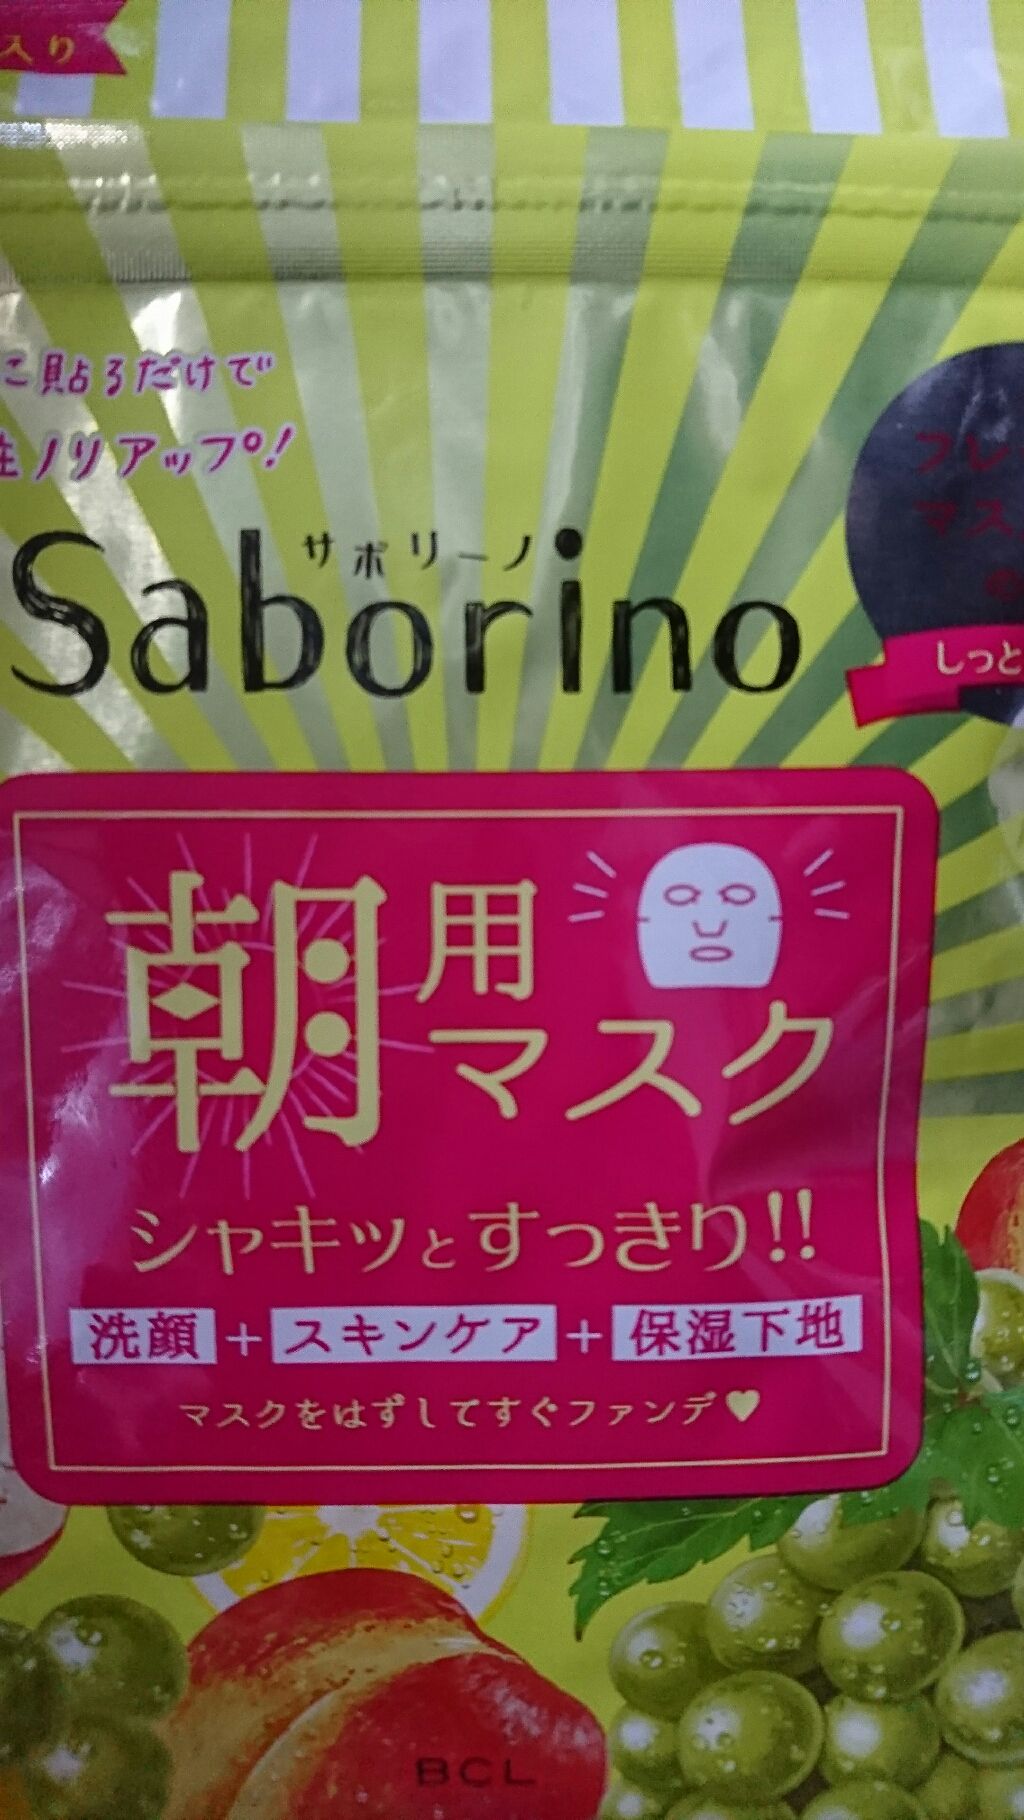 入り
こ貼るだけで
性ノリアップ!
サボリーノ
Saborino
フレ
マス
の
しっと
朝用マスク
シャキッとすっきり!!
洗顔+スキンケア+保湿下地
マスクをはずしてすぐファンデ♥
BCL